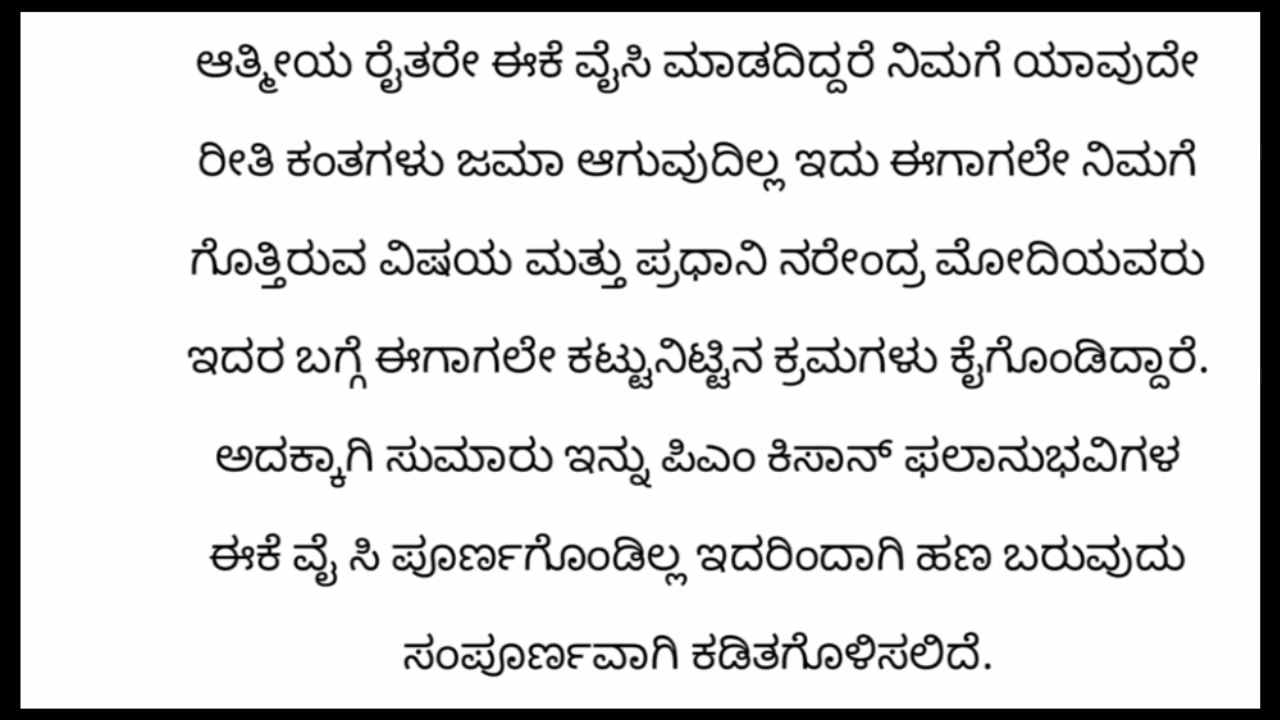 ಆತ್ಮೀಯ ರೈತರೇ ಈಕೆ ವೈಸಿ ಮಾಡದಿದ್ದರೆ ನಿಮಗೆ ಯಾವುದೇ
ರೀತಿ ಕಂತಗಳು ಜಮಾ ಆಗುವುದಿಲ್ಲ ಇದು ಈಗಾಗಲೇ ನಿಮಗೆ
ಗೊತ್ತಿರುವ ವಿಷಯ ಮತ್ತು ಪ್ರಧಾನಿ ನರೇಂದ್ರ ಮೋದಿಯವರು
ಇದರ ಬಗ್ಗೆ ಈಗಾಗಲೇ ಕಟ್ಟುನಿಟ್ಟಿನ ಕ್ರಮಗಳು ಕೈಗೊಂಡಿದ್ದಾರೆ.
ಅದಕ್ಕಾಗಿ ಸುಮಾರು ಇನ್ನು ಪಿಎಂ ಕಿಸಾನ್ ಫಲಾನುಭವಿಗಳ
ಈಕೆ ವೈ ಸಿ ಪೂರ್ಣಗೊಂಡಿಲ್ಲ ಇದರಿಂದಾಗಿ ಹಣ ಬರುವುದು
ಸಂಪೂರ್ಣವಾಗಿ ಕಡಿತಗೊಳಿಸಲಿದೆ.